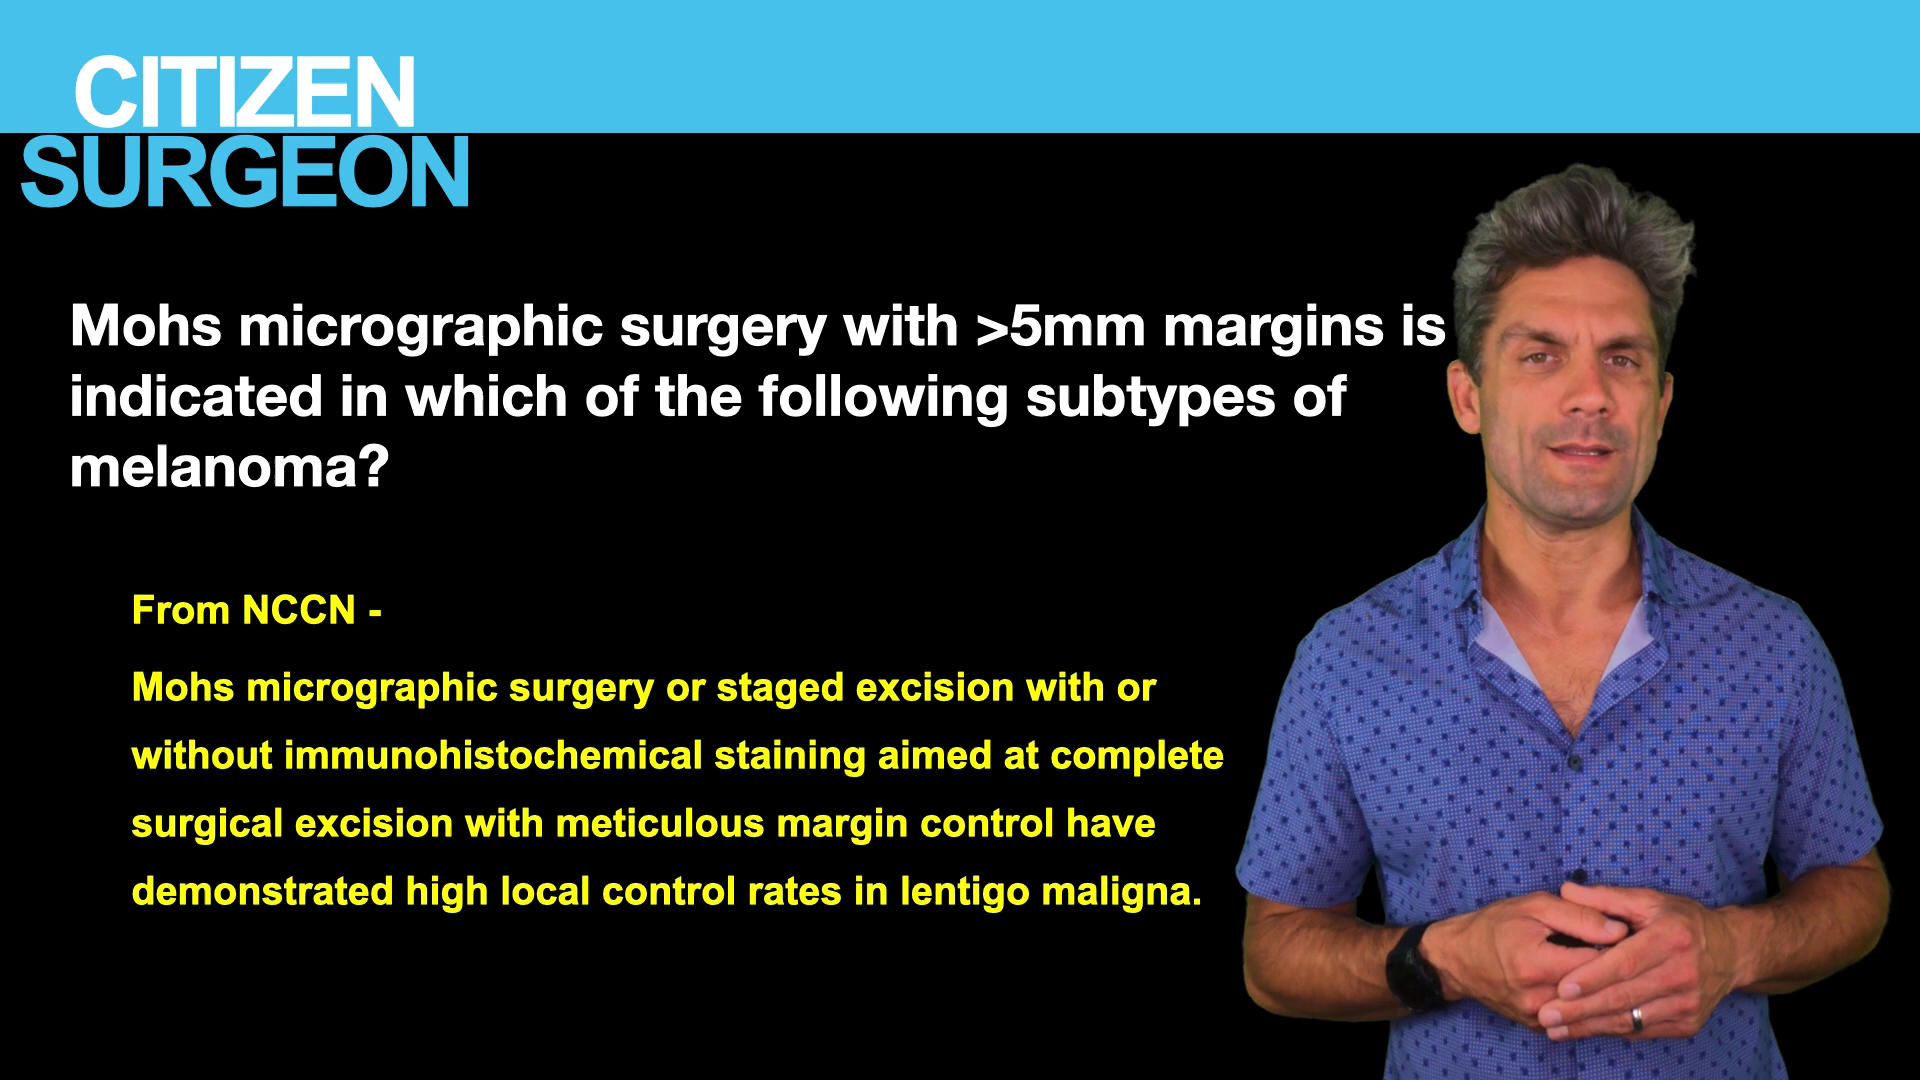 CITIZEN
SURGEON
Mohs micrographic surgery with >5mm margins is
indicated in which of the following subtypes of
melanoma?
From NCCN -
Mohs micrographic surgery or staged excision with or
without immunohistochemical staining aimed at complete
surgical excision with meticulous margin control have
demonstrated high local control rates in lentigo maligna.